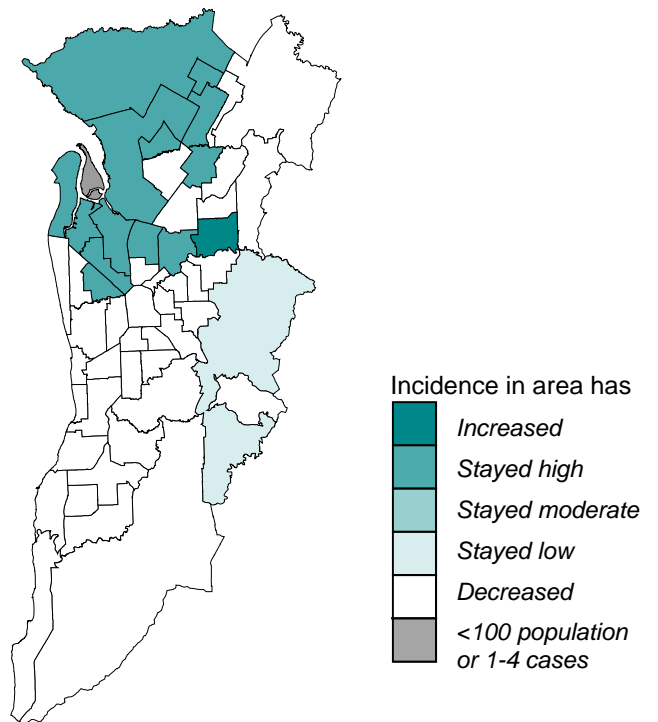 Incidence in area has
Increased
Stayed high
Stayed moderate
Stayed low
Decreased
<100 population
or 1-4 cases